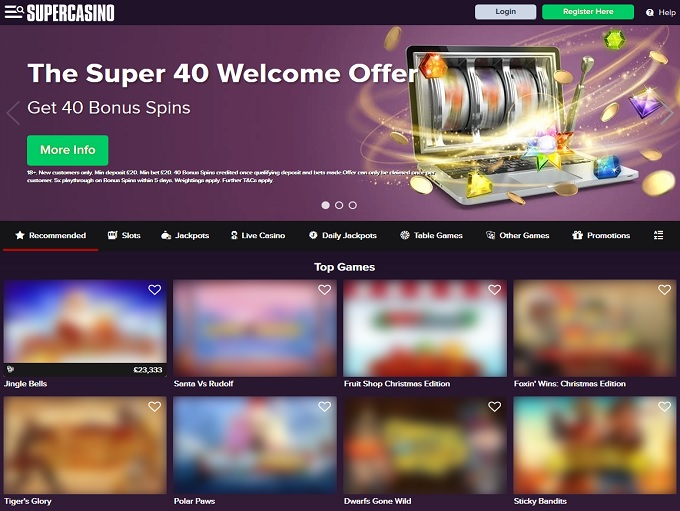 SUPERCASINO
Login
Register Here
Help
The Super 40 Welcome Offer
Get 40 Bonus Spins
More Info
18+. New customers only. Min deposit £20. Min bet £20. 40 Bonus Spins credited once qualifying deposit and bets made.Offer can only be claimed once per
customer. 5x playthrough on Bonus Spins within 5 days. Weightings apply. Further T&Cs apply.
Recommended
Slots
Jackpots
Live Casino
Daily Jackpots
Table Games
Other Games
Promotions
Top Games
£23,333
Jingle Bells
Santa Vs Rudolf
Fruit Shop Christmas Edition
Foxin' Wins: Christmas Edition
Tiger's Glory
Polar Paws
Dwarfs Gone Wild
Sticky Bandits